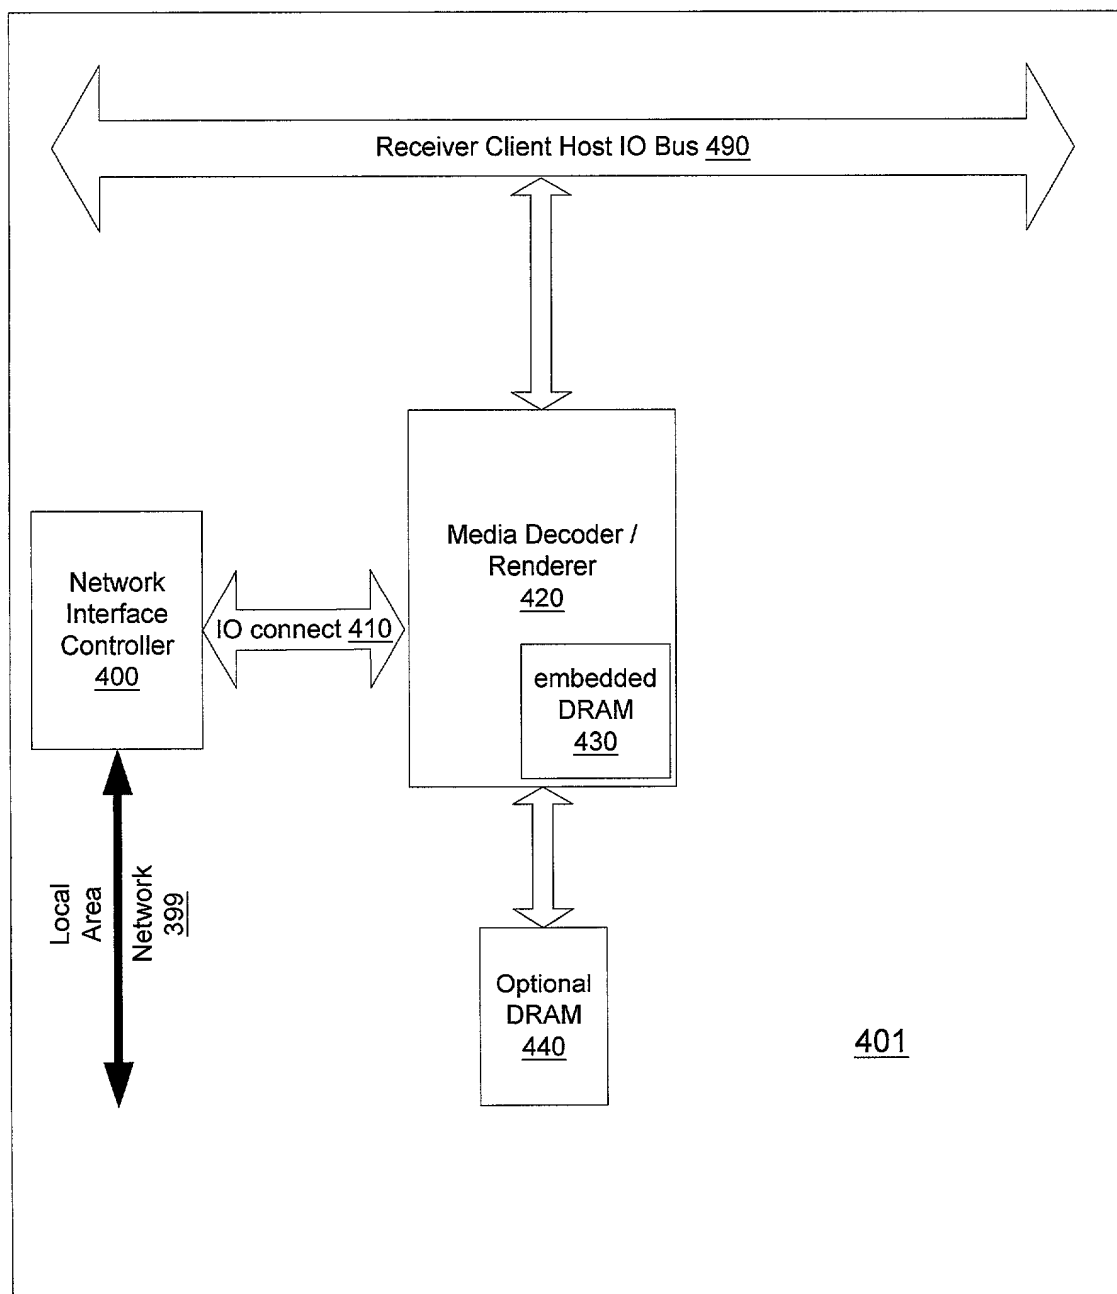 Receiver Client Host IO Bus 490
Media Decoder /
Renderer
420
Network
Interface
Controller
400
IO connect 410
embedded
DRAM
430
Local
Area
Network
399
Optional
DRAM
440
401